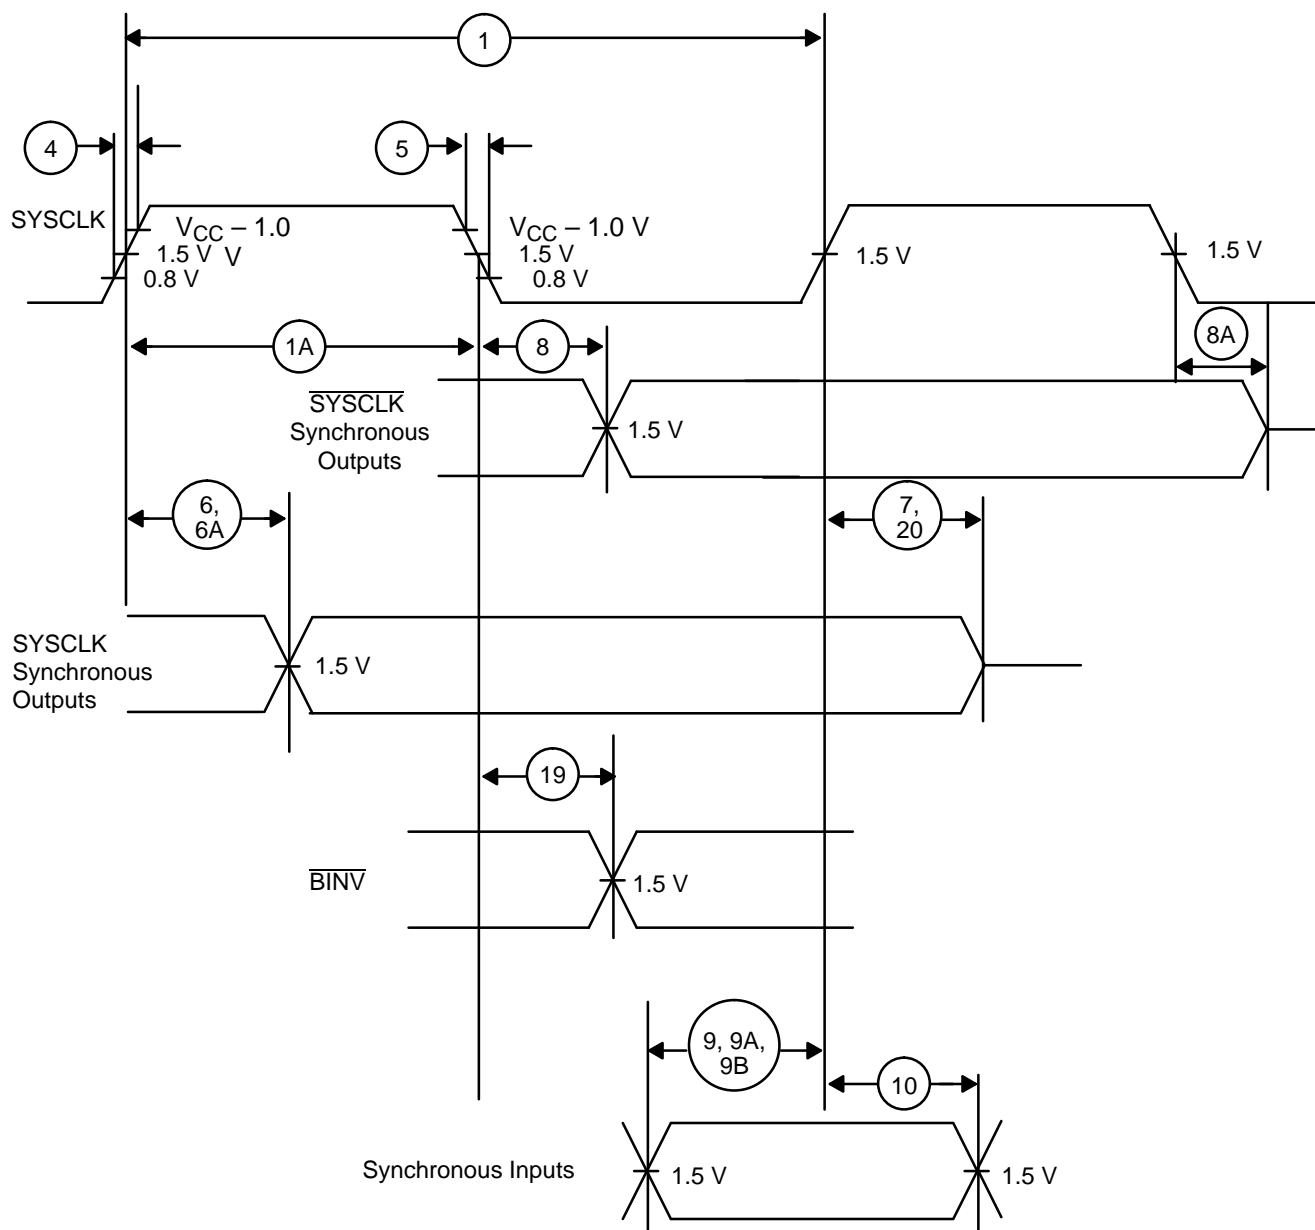 1
4
5
SYSCLK
V_CC – 1.0
V
1.5 V
0.8 V
V_CC – 1.0 V
1.5 V
0.8 V
1.5 V
1.5 V
1A
8
8A
S̅Y̅S̅C̅L̅K̅
Synchronous
Outputs
1.5 V
6,
6A
7,
20
SYSCLK
Synchronous
Outputs
1.5 V
19
B̅I̅N̅V̅
1.5 V
9, 9A,
9B
10
Synchronous Inputs
1.5 V
1.5 V